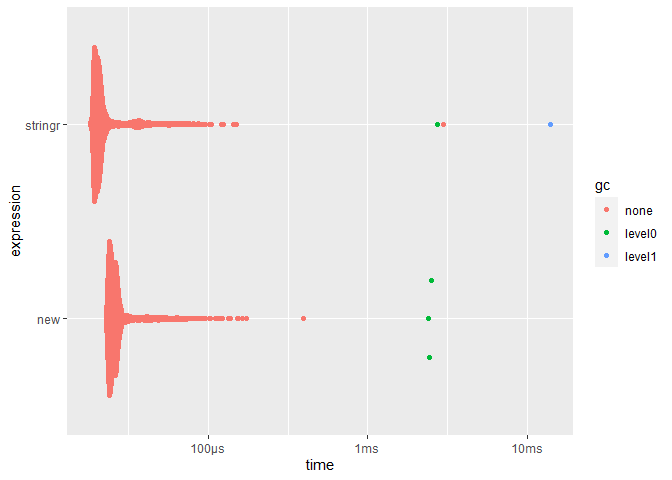 stringr
new
expression
100µs
1ms
10ms
time
gc
none
level0
level1